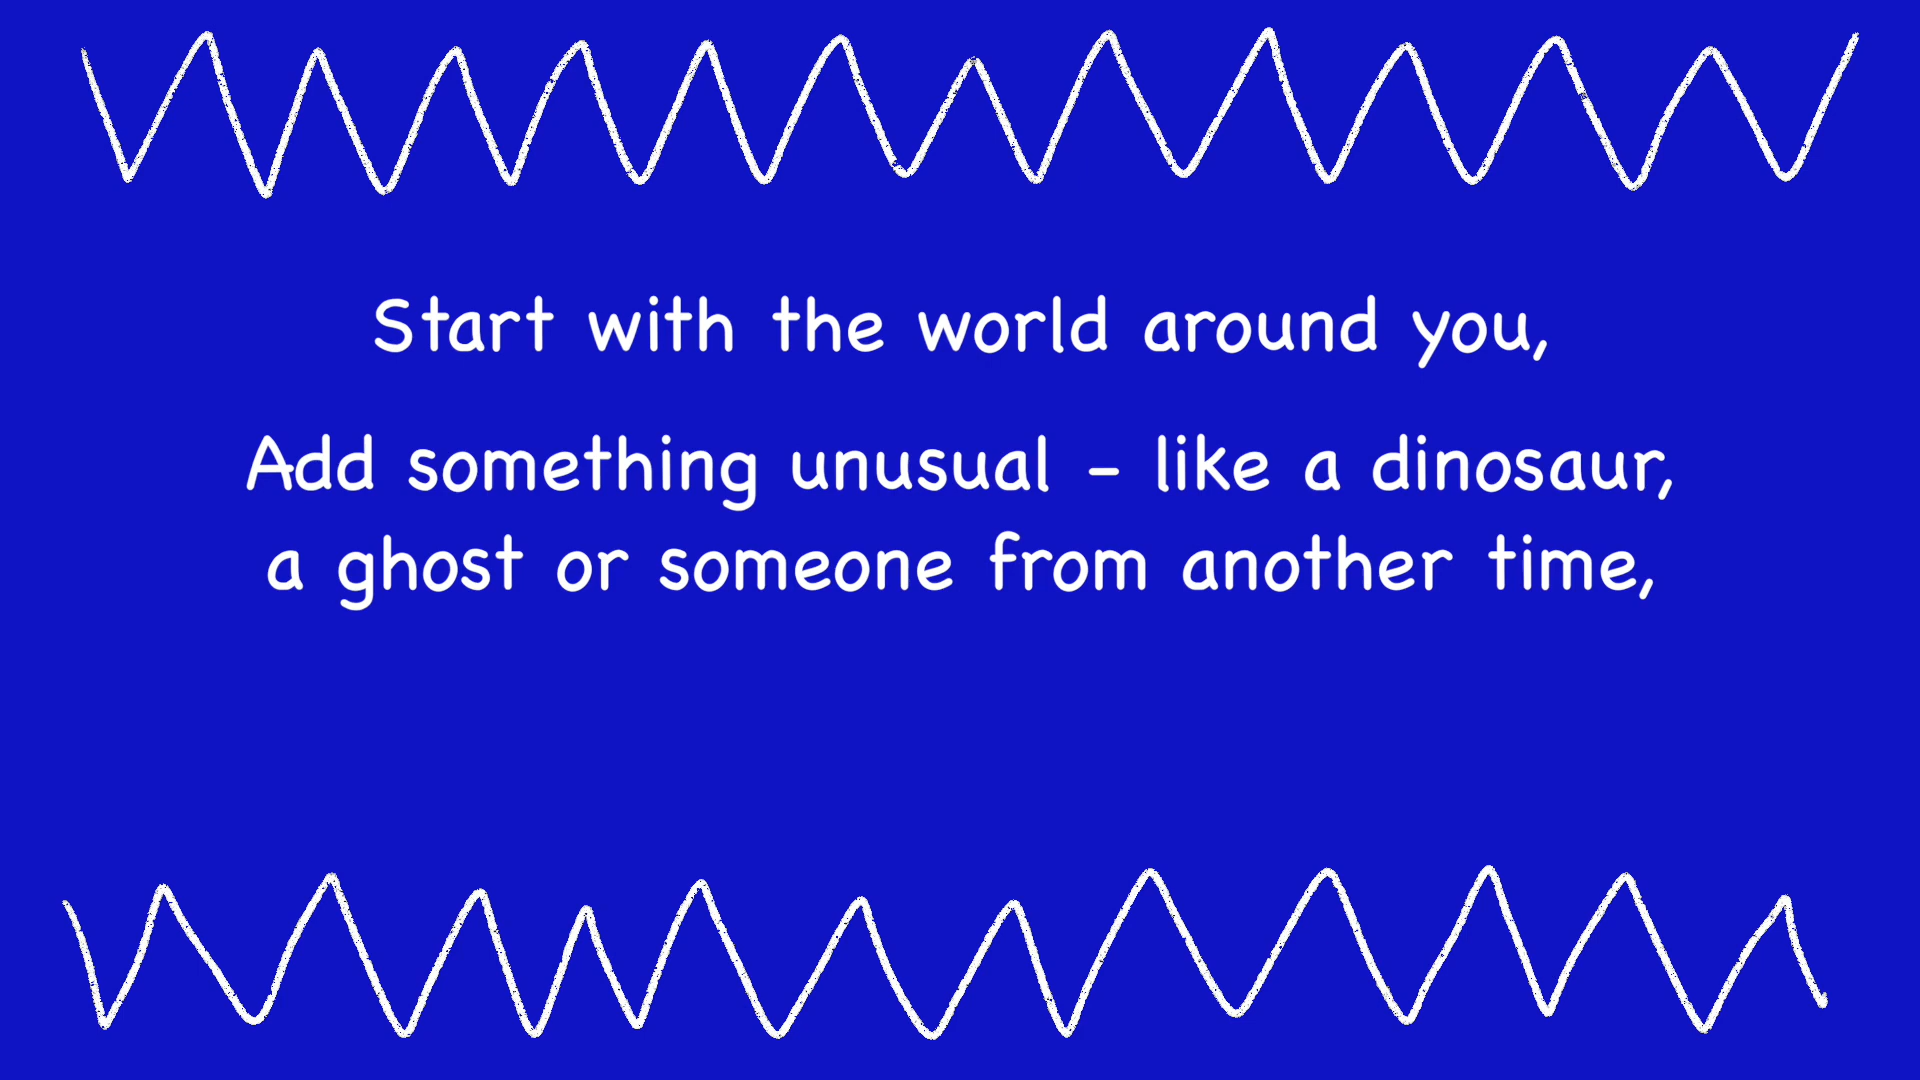 Start with the world around you,
Add something unusual – like a dinosaur,
a ghost or someone from another time,